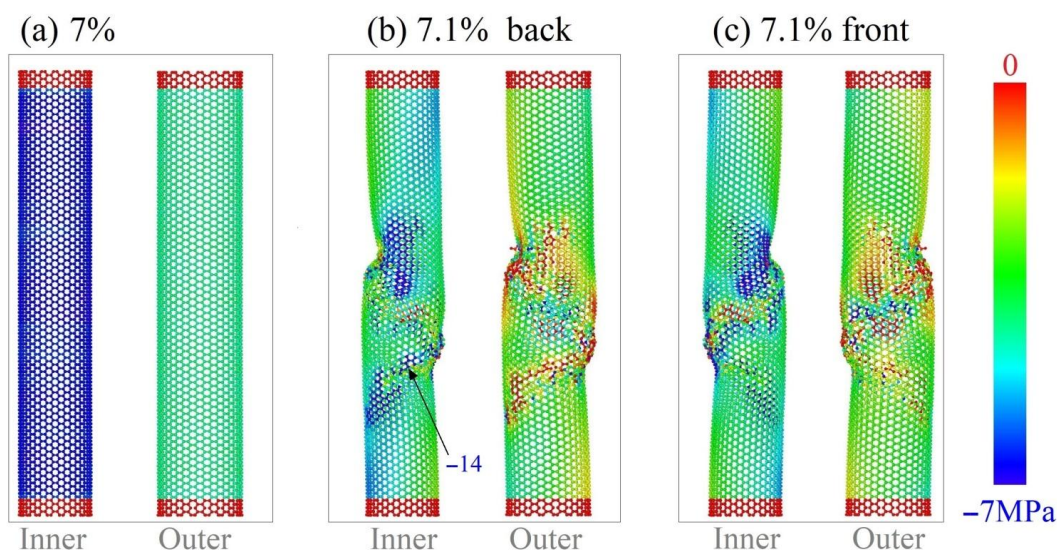 (a) 7%
(b) 7.1% back
(c) 7.1% front
0
−14
−7MPa
Inner
Outer
Inner
Outer
Inner
Outer